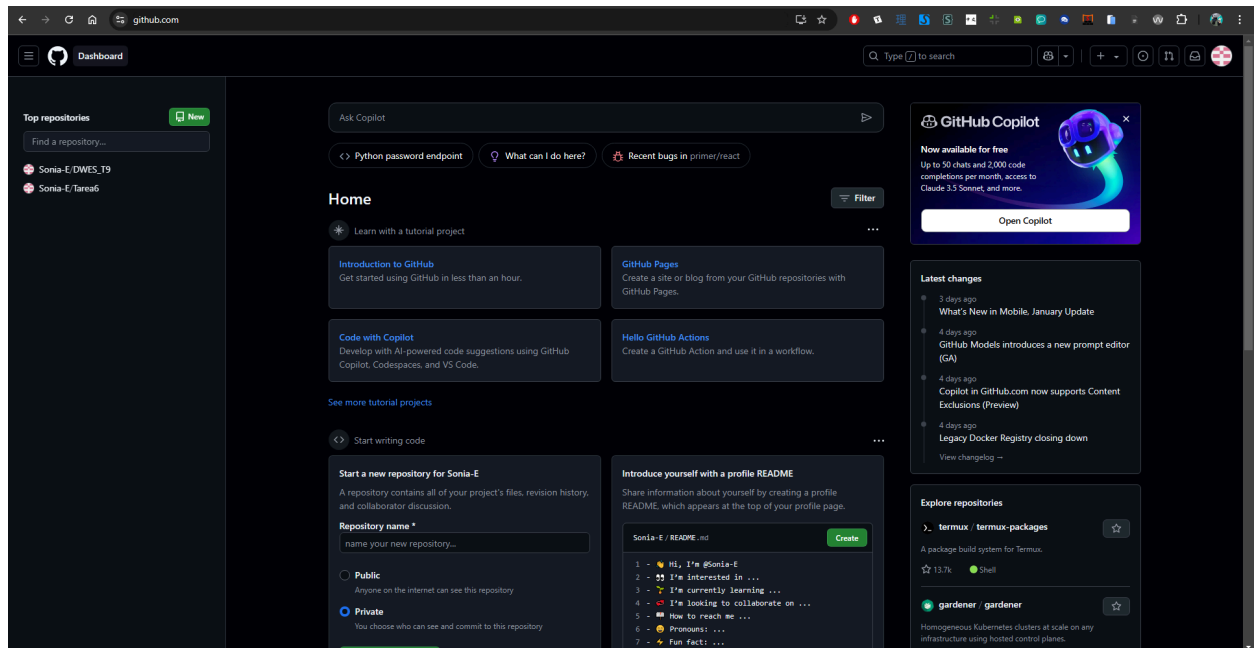 github.com
Dashboard
Type / to search
Top repositories
New
Find a repository...
Sonia-E/DWES_T9
Sonia-E/Tarea6
Ask Copilot
Python password endpoint
What can I do here?
Recent bugs in primer/react
Home
Filter
Learn with a tutorial project
Introduction to GitHub
Get started using GitHub in less than an hour.
GitHub Pages
Create a site or blog from your GitHub repositories with
GitHub Pages.
Code with Copilot
Develop with AI-powered code suggestions using GitHub
Copilot, Codespaces, and VS Code.
Hello GitHub Actions
Create a GitHub Action and use it in a workflow.
See more tutorial projects
Start writing code
Start a new repository for Sonia-E
A repository contains all of your project's files, revision history,
and collaborator discussion.
Repository name *
name your new repository...
Public
Anyone on the internet can see this repository
Private
You choose who can see and commit to this repository
Introduce yourself with a profile README
Share information about yourself by creating a profile
README, which appears at the top of your profile page.
Sonia-E / README.md
Create
1 - 👋 Hi, I'm @Sonia-E
2 - 👀 I'm interested in ...
3 - 🌱 I'm currently learning ...
4 - 💞️ I'm looking to collaborate on ...
5 - 📫 How to reach me ...
6 - 😄 Pronouns: ...
7 - ⚡ Fun fact: ...
GitHub Copilot
Now available for free
Up to 50 chats and 2,000 code
completions per month, access to
Claude 3.5 Sonnet, and more.
Open Copilot
Latest changes
3 days ago
What's New in Mobile, January Update
4 days ago
GitHub Models introduces a new prompt editor
(GA)
4 days ago
Copilot in GitHub.com now supports Content
Exclusions (Preview)
4 days ago
Legacy Docker Registry closing down
View changelog →
Explore repositories
termux / termux-packages
A package build system for Termux.
13.7k
Shell
gardener / gardener
Homogeneous Kubernetes clusters at scale on any
infrastructure using hosted control planes.